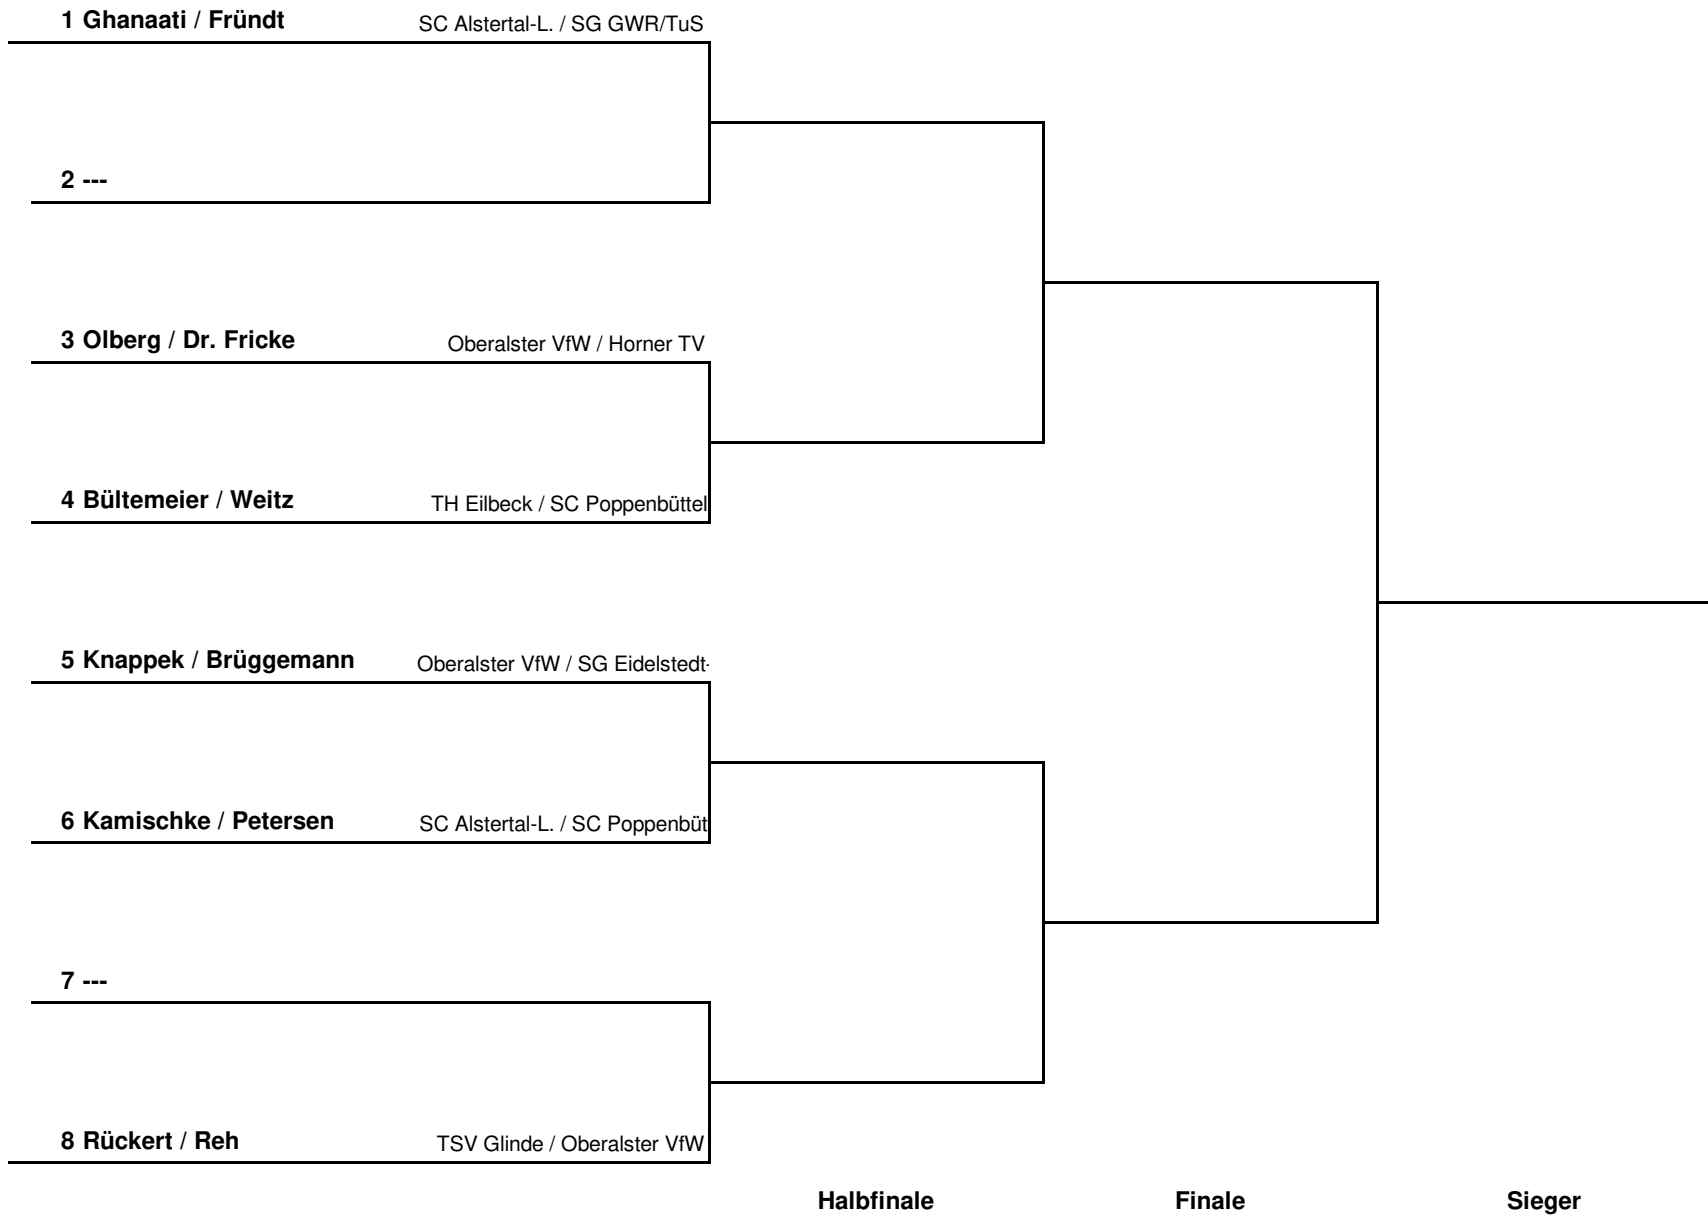 1 Ghanaati / Fründt SC Alstertal-L. / SG GWR/TuS
2 ---
3 Olberg / Dr. Fricke Oberalster VfW / Horner TV
4 Bültemeier / Weitz TH Eilbeck / SC Poppenbüttel
5 Knappek / Brüggemann Oberalster VfW / SG Eidelstedt-
6 Kamischke / Petersen SC Alstertal-L. / SC Poppenbüt
7 ---
8 Rückert / Reh TSV Glinde / Oberalster VfW
Halbfinale Finale Sieger